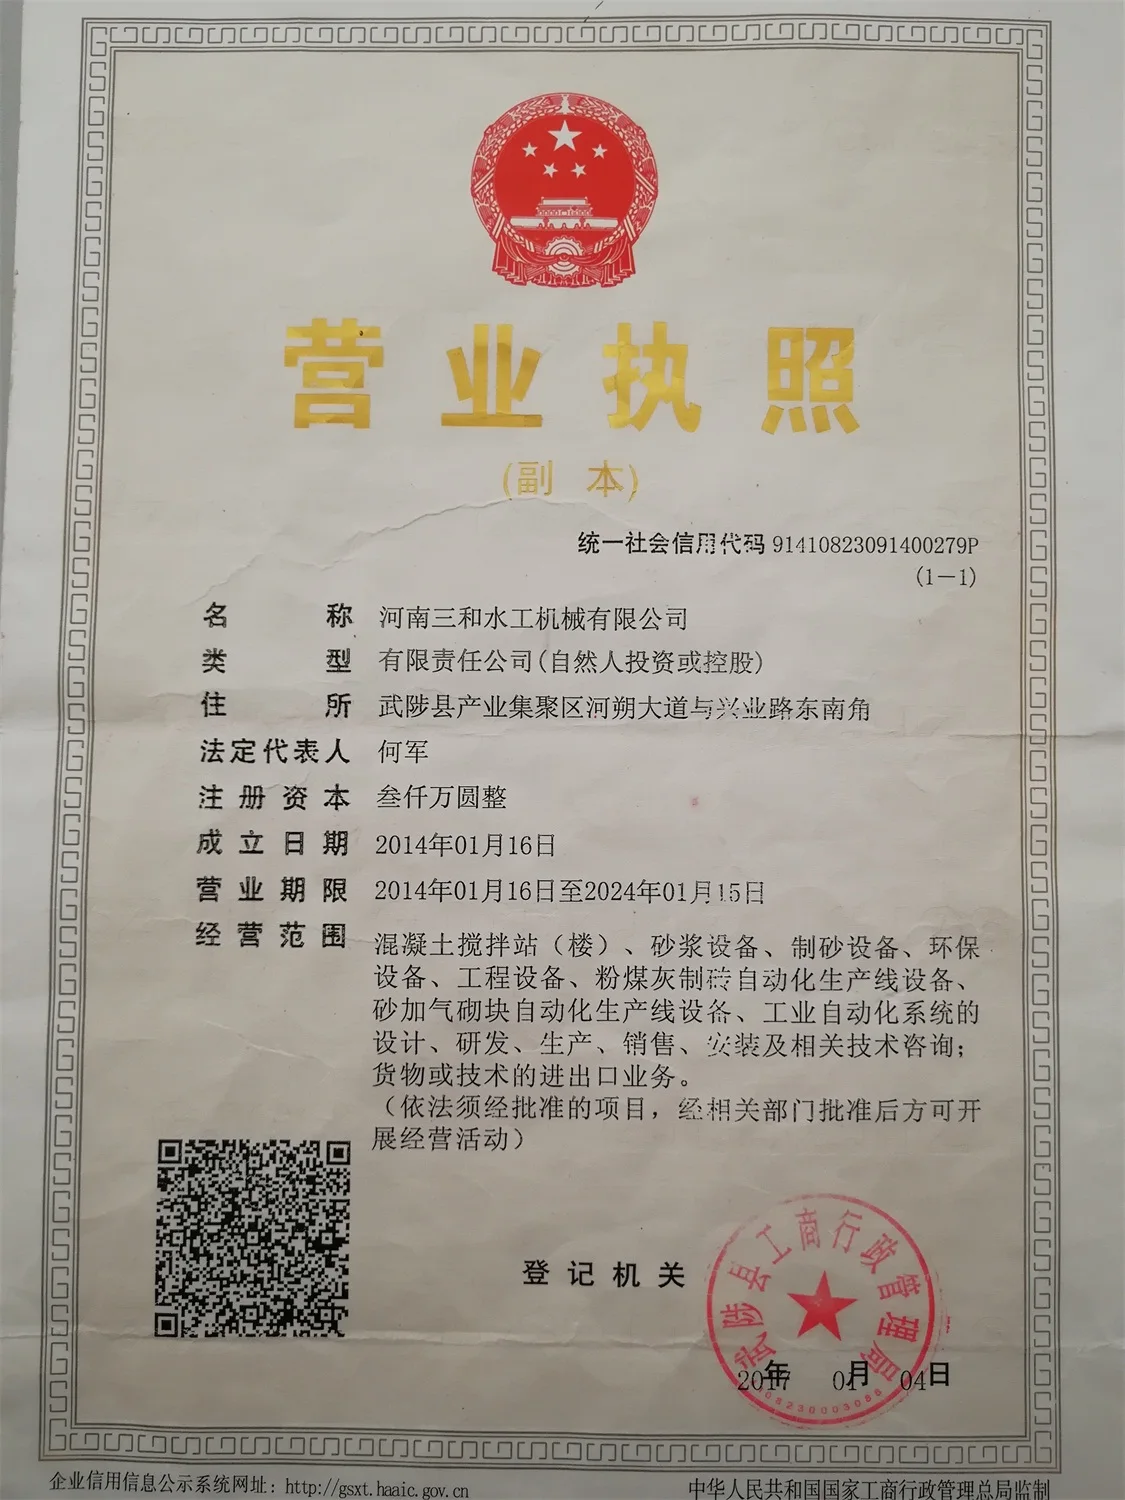 营业执照
(副 本)
统一社会信用代码 91410823091400279P
(1-1)
名 称 河南三和水工机械有限公司
类 型 有限责任公司(自然人投资或控股)
住 所 武陟县产业集聚区河朔大道与兴业路东南角
法定代表人 何军
注册资本 叁仟万圆整
成立日期 2014年01月16日
营业期限 2014年01月16日至2024年01月15日
经营范围 混凝土搅拌站（楼）、砂浆设备、制砂设备、环保
设备、工程设备、粉煤灰制砖自动化生产线设备、
砂加气砌块自动化生产线设备、工业自动化系统的
设计、研发、生产、销售、安装及相关技术咨询；
货物或技术的进出口业务。
（依法须经批准的项目，经相关部门批准后方可开
展经营活动）
登记机关
武陟县工商行政管理局
2017年 01月 04日
企业信用信息公示系统网址：http://gsxt.haaic.gov.cn
中华人民共和国国家工商行政管理总局监制